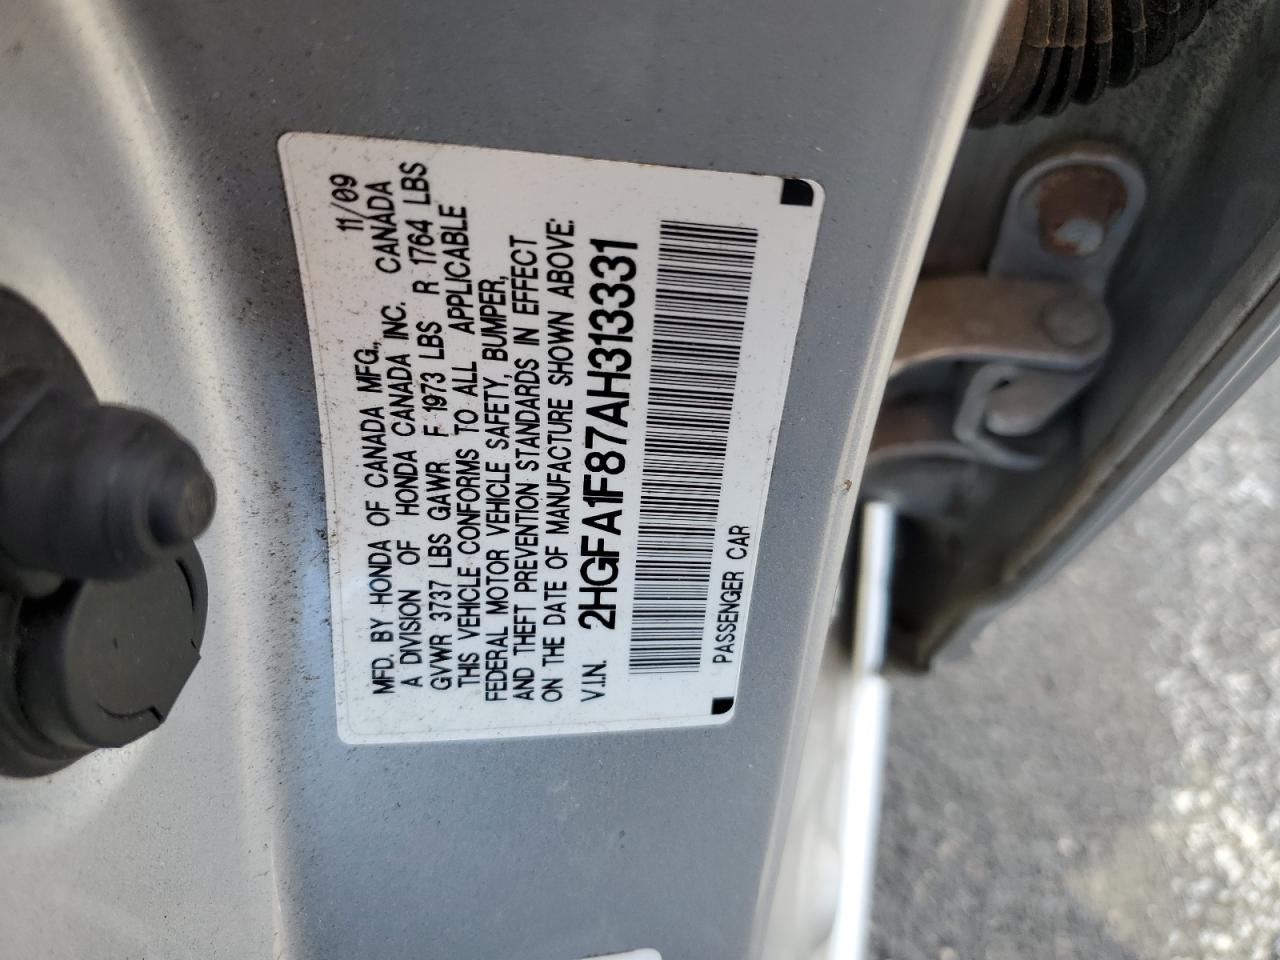 MFD. BY HONDA OF CANADA MFG., 11/09
A DIVISION OF HONDA CANADA INC. CANADA
GVWR 3737 LBS GAWR F 1973 LBS R 1764 LBS
THIS VEHICLE CONFORMS TO ALL APPLICABLE
FEDERAL MOTOR VEHICLE SAFETY, BUMPER,
AND THEFT PREVENTION STANDARDS IN EFFECT
ON THE DATE OF MANUFACTURE SHOWN ABOVE.
V.I.N. 2HGFA1F87AH313331
PASSENGER CAR